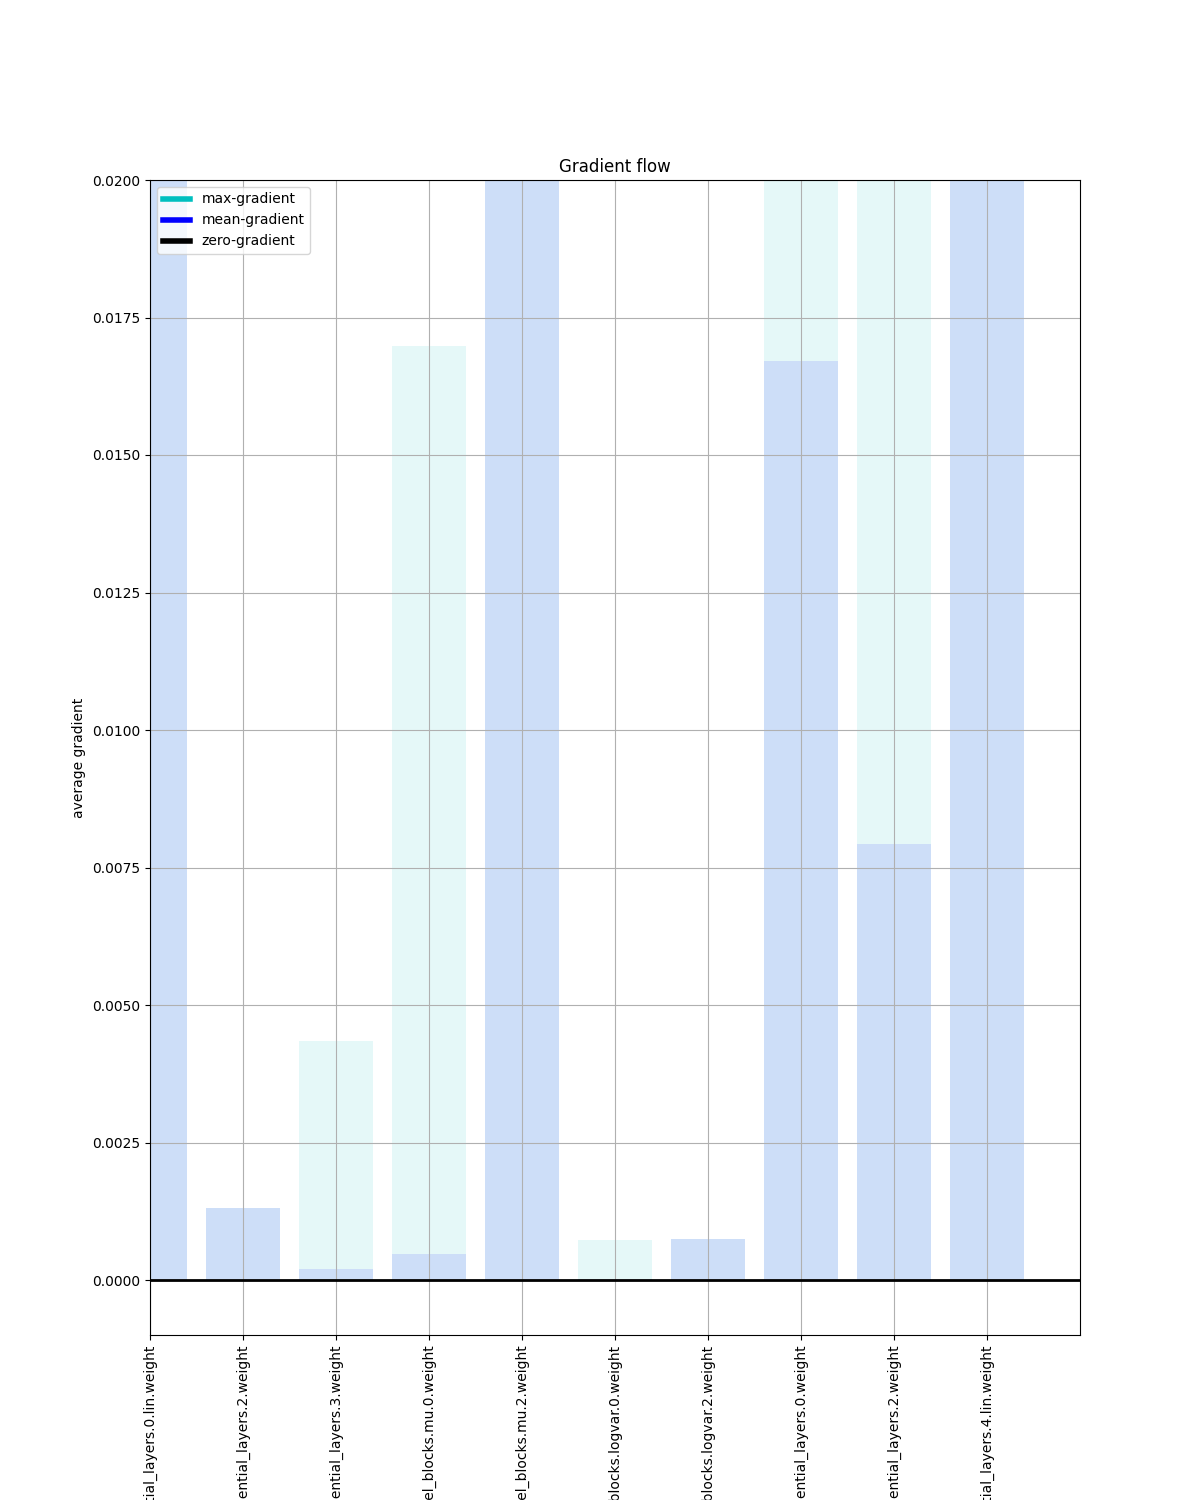 Gradient flow
max-gradient
mean-gradient
zero-gradient
average gradient
0.0200
0.0175
0.0150
0.0125
0.0100
0.0075
0.0050
0.0025
0.0000
tial_layers.0.lin.weight
ential_layers.2.weight
ential_layers.3.weight
el_blocks.mu.0.weight
el_blocks.mu.2.weight
blocks.logvar.0.weight
blocks.logvar.2.weight
ential_layers.0.weight
ential_layers.2.weight
tial_layers.4.lin.weight